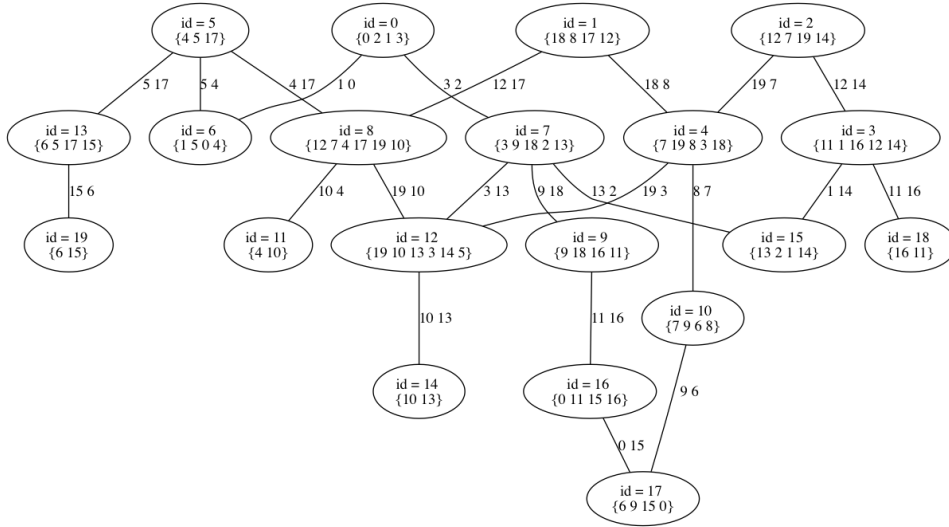 id = 5
{4 5 17}
id = 0
{0 2 1 3}
id = 1
{18 8 17 12}
id = 2
{12 7 19 14}
5 17
5 4
4 17
1 0
3 2
12 17
18 8
19 7
12 14
id = 13
{6 5 17 15}
id = 6
{1 5 0 4}
id = 8
{12 7 4 17 19 10}
id = 7
{3 9 18 2 13}
id = 4
{7 19 8 3 18}
id = 3
{11 1 16 12 14}
15 6
10 4
19 10
3 13
9 18
13 2
19 3
8 7
1 14
11 16
id = 19
{6 15}
id = 11
{4 10}
id = 12
{19 10 13 3 14 5}
id = 9
{9 18 16 11}
id = 15
{13 2 1 14}
id = 18
{16 11}
10 13
11 16
id = 10
{7 9 6 8}
id = 14
{10 13}
id = 16
{0 11 15 16}
9 6
0 15
id = 17
{6 9 15 0}